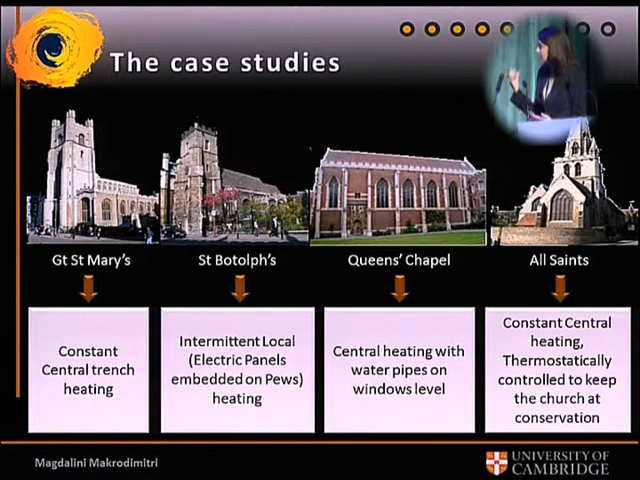 The case studies
Gt St Mary's
St Botolph's
Queens' Chapel
All Saints
Constant
Central trench
heating
Intermittent Local
(Electric Panels
embedded on Pews)
heating
Central heating with
water pipes on
windows level
Constant Central
heating,
Thermostatically
controlled to keep
the church at
conservation
Magdalini Makrodimitri
UNIVERSITY OF
CAMBRIDGE